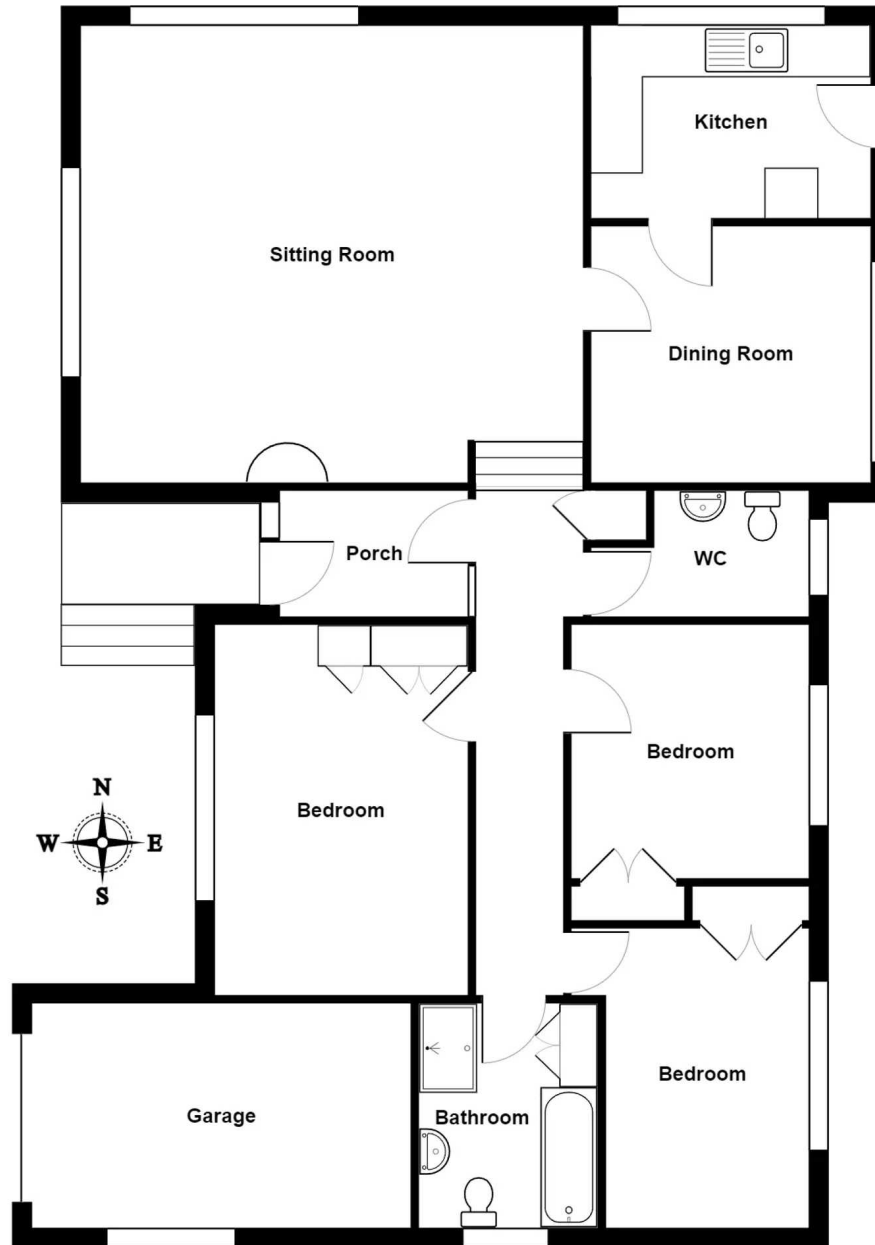 Kitchen
Sitting Room
Dining Room
Porch
WC
Bedroom
N
W E
S
Bedroom
Bedroom
Garage
Bathroom